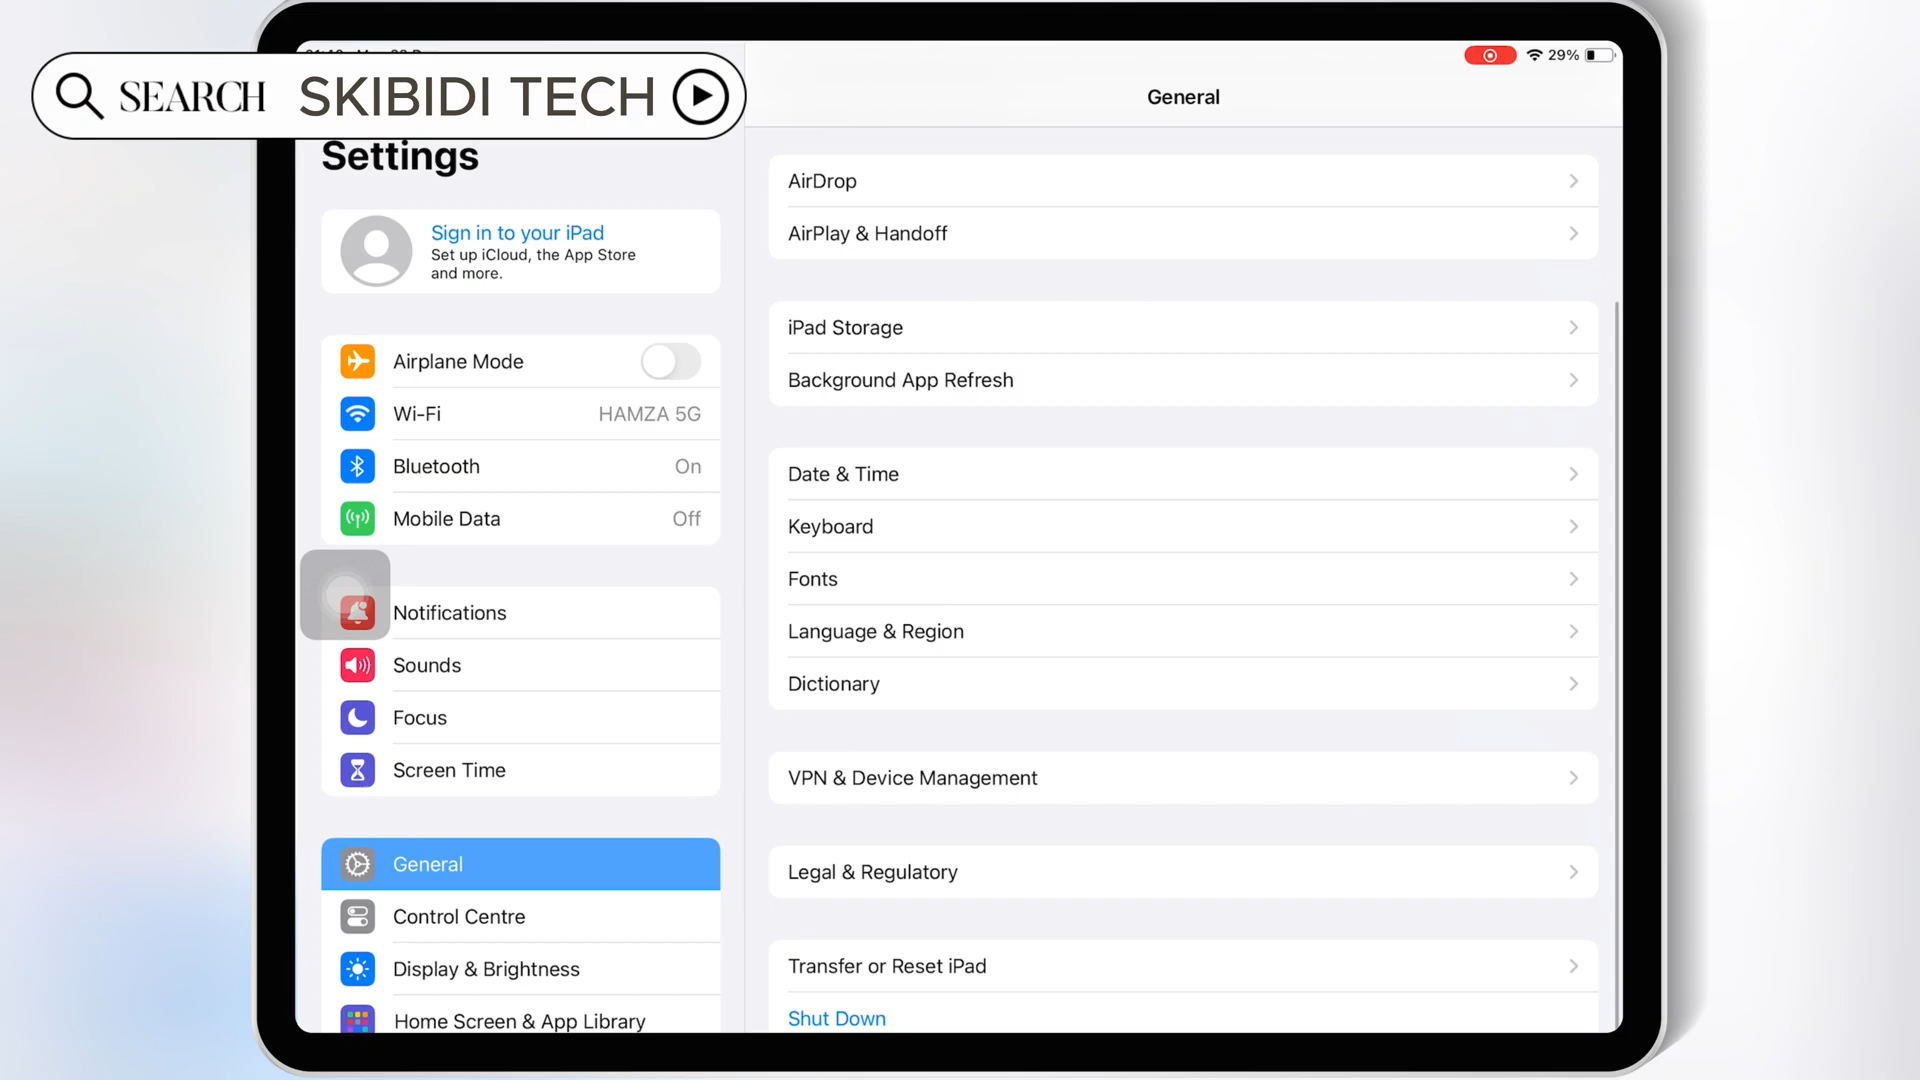 SEARCH SKIBIDI TECH
29%
Settings
General
Sign in to your iPad
Set up iCloud, the App Store
and more.
Airplane Mode
Wi-Fi HAMZA 5G
Bluetooth On
Mobile Data Off
Notifications
Sounds
Focus
Screen Time
General
Control Centre
Display & Brightness
Home Screen & App Library
AirDrop
AirPlay & Handoff
iPad Storage
Background App Refresh
Date & Time
Keyboard
Fonts
Language & Region
Dictionary
VPN & Device Management
Legal & Regulatory
Transfer or Reset iPad
Shut Down